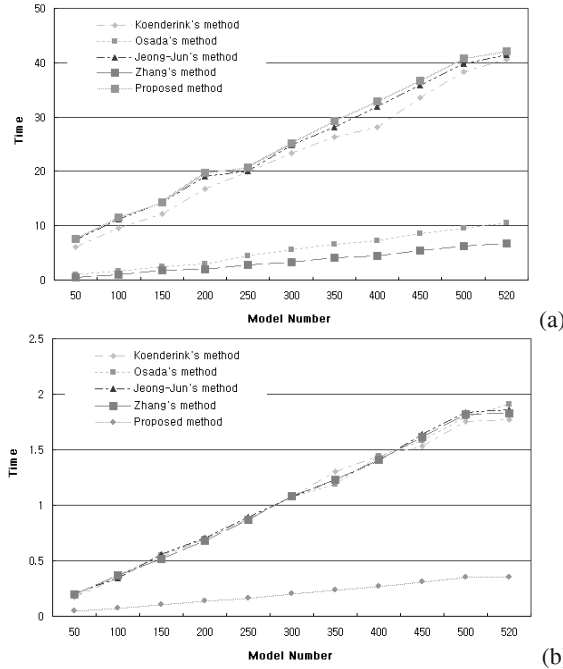 Time
50
40
30
20
10
0
Koenderink's method
Osada's method
Jeong-Jun's method
Zhang's method
Proposed method
50 100 150 200 250 300 350 400 450 500 520
Model Number
(a)
Time
2.5
2
1.5
1
0.5
0
Koenderink's method
Osada's method
Jeong-Jun's method
Zhang's method
Proposed method
50 100 150 200 250 300 350 400 450 500 520
Model Number
(b)